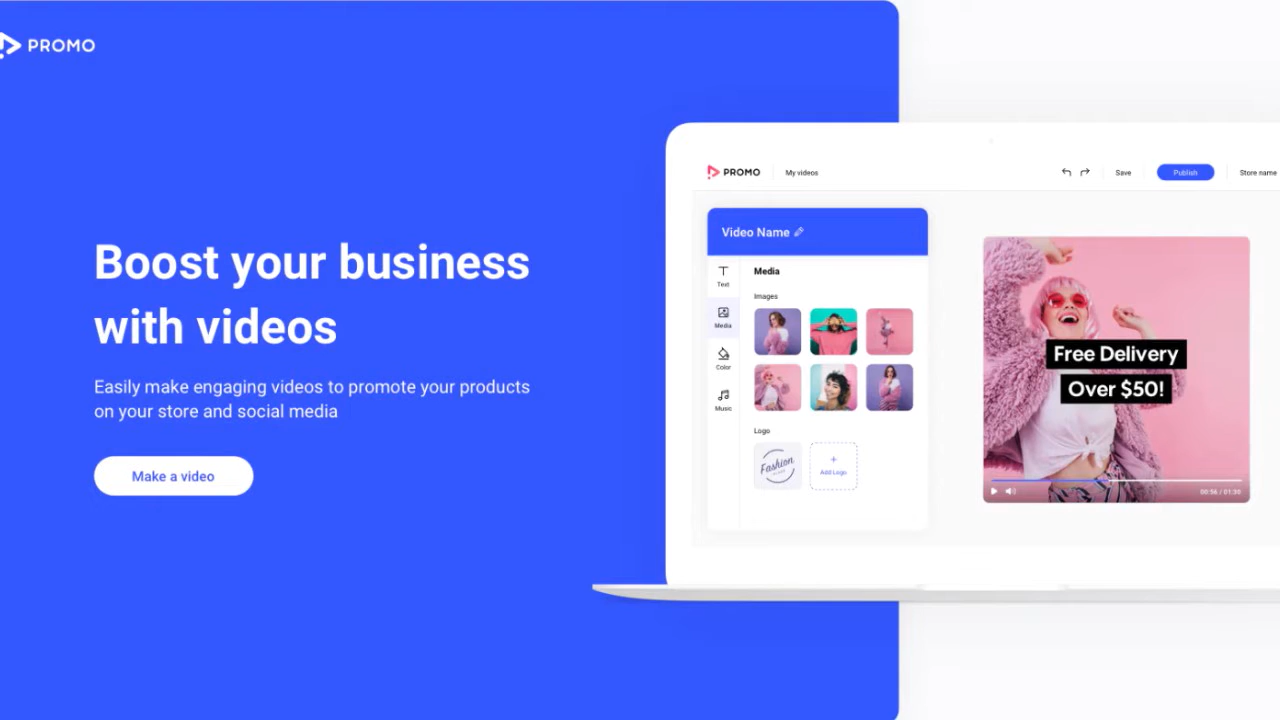 PROMO
Boost your business
with videos
Easily make engaging videos to promote your products
on your store and social media
Make a video
PROMO
My videos
Save
Publish
Store name
Video Name
Text
Media
Color
Music
Media
Images
Logo
Fashion
Add Logo
Free Delivery
Over $50!
00:56 / 01:30